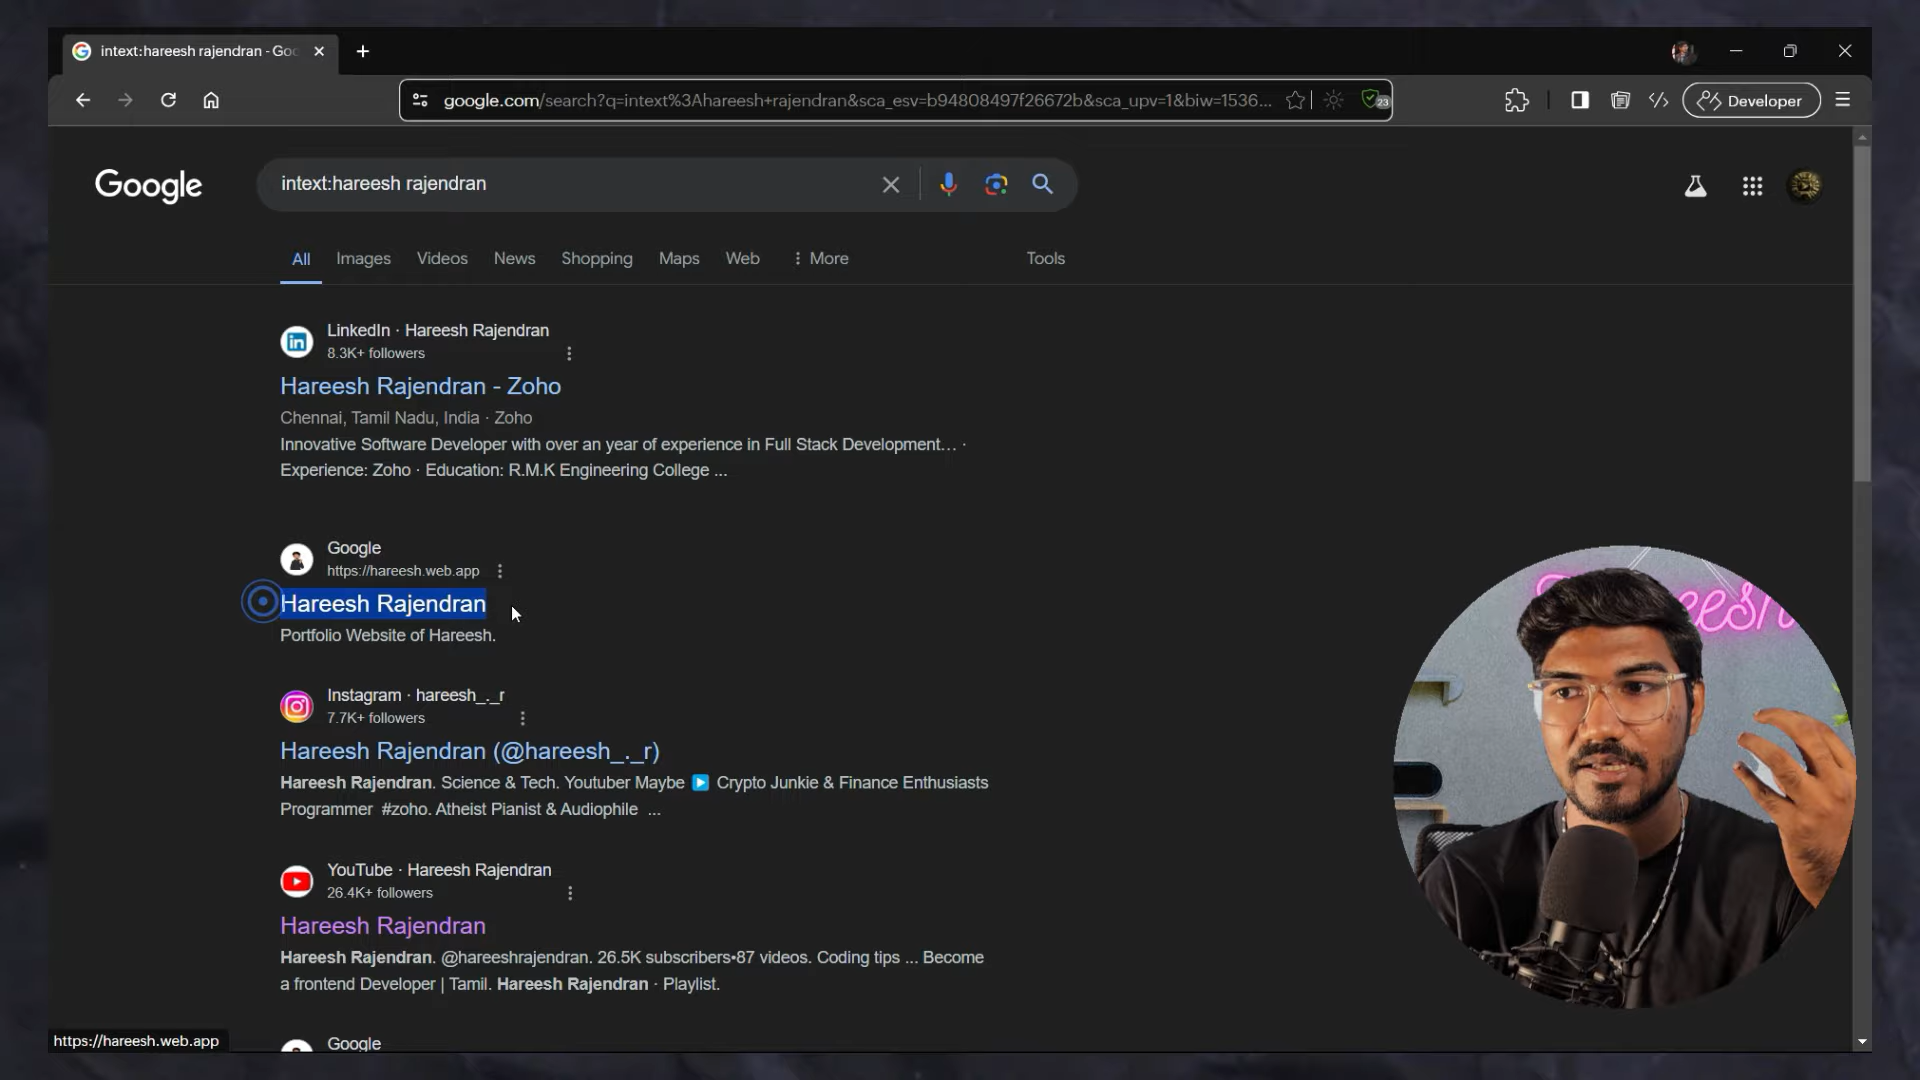 intext:hareesh rajendran - Goo
google.com/search?q=intext%3Ahareesh+rajendran&sca_esv=b94808497f26672b&sca_upv=1&biw=1536...
23
Developer
Google
intext:hareesh rajendran
All Images Videos News Shopping Maps Web More Tools
LinkedIn · Hareesh Rajendran
8.3K+ followers
Hareesh Rajendran - Zoho
Chennai, Tamil Nadu, India · Zoho
Innovative Software Developer with over an year of experience in Full Stack Development... ·
Experience: Zoho · Education: R.M.K Engineering College ...
Google
https://hareesh.web.app
Hareesh Rajendran
Portfolio Website of Hareesh.
Instagram · hareesh_._r
7.7K+ followers
Hareesh Rajendran (@hareesh_._r)
Hareesh Rajendran. Science & Tech. Youtuber Maybe ▶️ Crypto Junkie & Finance Enthusiasts
Programmer #zoho. Atheist Pianist & Audiophile ...
YouTube · Hareesh Rajendran
26.4K+ followers
Hareesh Rajendran
Hareesh Rajendran. @hareeshrajendran. 26.5K subscribers•87 videos. Coding tips ... Become
a frontend Developer | Tamil. Hareesh Rajendran · Playlist.
Google
https://hareesh.web.app